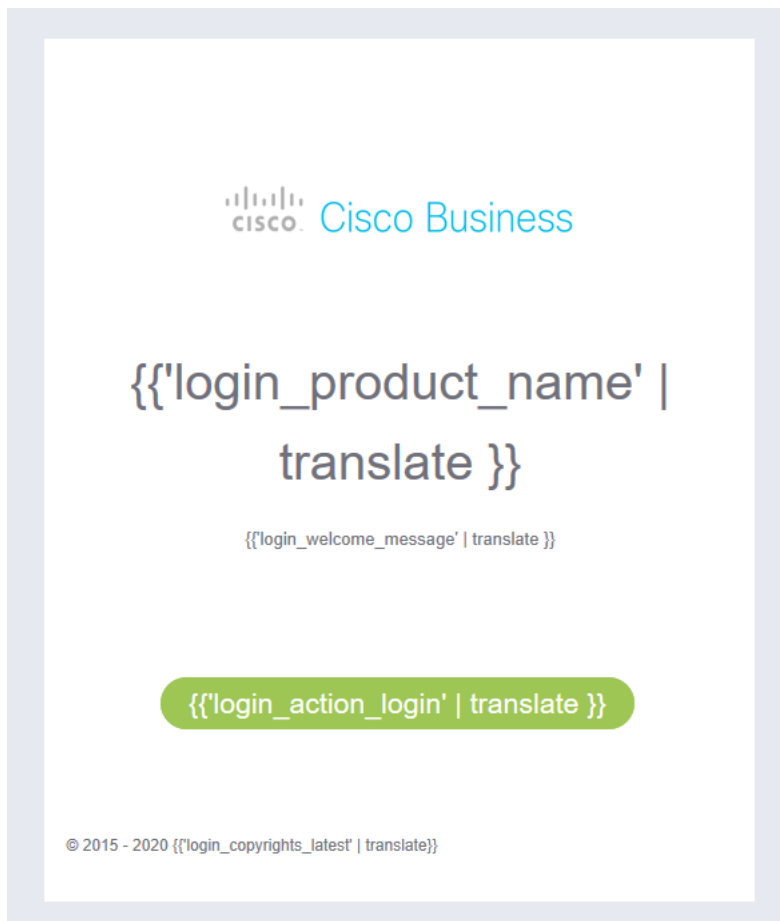 CISCO. Cisco Business
{{'login_product_name' |
translate }}
{{'login_welcome_message' | translate }}
{{'login_action_login' | translate }}
© 2015 - 2020 {{'login_copyrights_latest' | translate}}